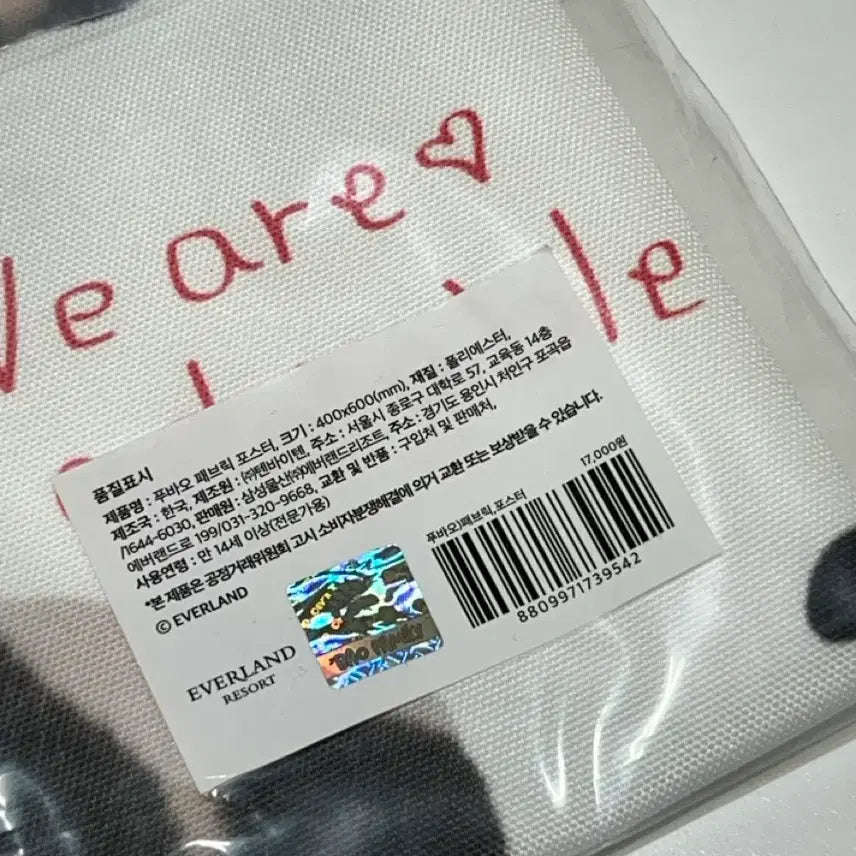 We are♡
le
품질표시
제품명 : 푸바오 패브릭 포스터, 크기 : 400x600(mm), 재질 : 폴리에스터,
제조국 : 한국, 제조원 : ㈜텐바이텐, 주소 : 서울시 종로구 대학로 57, 교육동 14층
/1644-6030, 판매원 : 삼성물산㈜에버랜드리조트, 주소 : 경기도 용인시 처인구 포곡읍
에버랜드로 199/031-320-9668, 교환 및 반품 : 구입처 및 판매처,
사용연령 : 만 14세 이상(전문가용)
*본 제품은 공정거래위원회 고시 소비자분쟁해결에 의거 교환 또는 보상받을 수 있습니다.
© EVERLAND
17,000원
푸바오)패브릭,포스터
8809971739542
EVERLAND
RESORT
BAO FAMILY